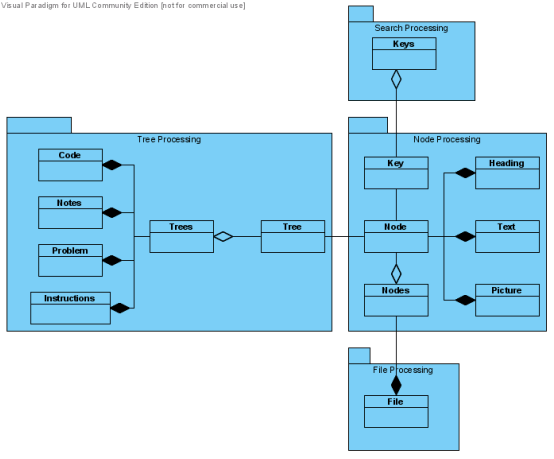 Visual Paradigm for UML Community Edition [not for commercial use]
Search Processing
Keys
Tree Processing
Node Processing
Code
Key
Heading
Notes
Trees
Tree
Node
Text
Problem
Instructions
Nodes
Picture
File Processing
File